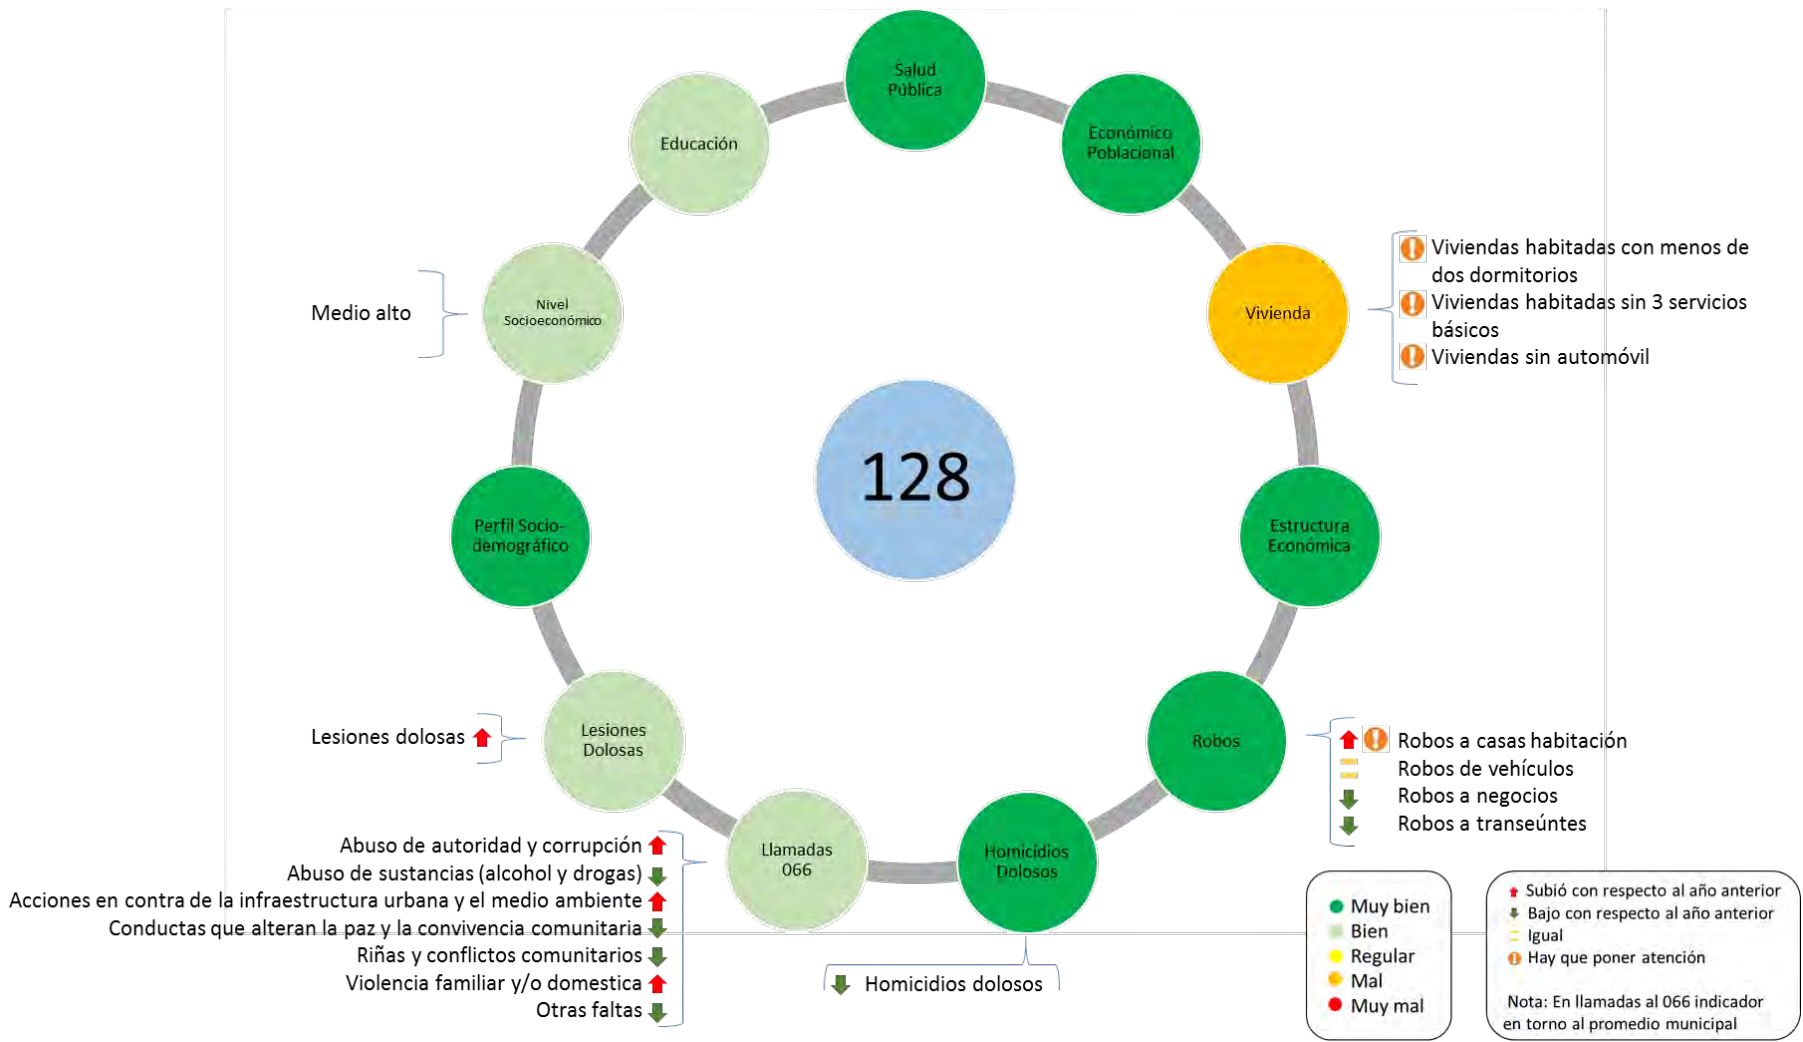 Salud
Pública
Económico
Poblacional
Vivienda
Viviendas habitadas con menos de
dos dormitorios
Viviendas habitadas sin 3 servicios
básicos
Viviendas sin automóvil
Estructura
Económica
Robos
Robos a casas habitación
Robos de vehículos
Robos a negocios
Robos a transeúntes
Homicidios
Dolosos
Homicidios dolosos
Llamadas
066
Abuso de autoridad y corrupción
Abuso de sustancias (alcohol y drogas)
Acciones en contra de la infraestructura urbana y el medio ambiente
Conductas que alteran la paz y la convivencia comunitaria
Riñas y conflictos comunitarios
Violencia familiar y/o domestica
Otras faltas
Lesiones
Dolosas
Lesiones dolosas
Perfil Socio-
demográfico
Nivel
Socioeconómico
Medio alto
Educación
128
Muy bien
Bien
Regular
Mal
Muy mal
Subió con respecto al año anterior
Bajo con respecto al año anterior
Igual
Hay que poner atención
Nota: En llamadas al 066 indicador
en torno al promedio municipal